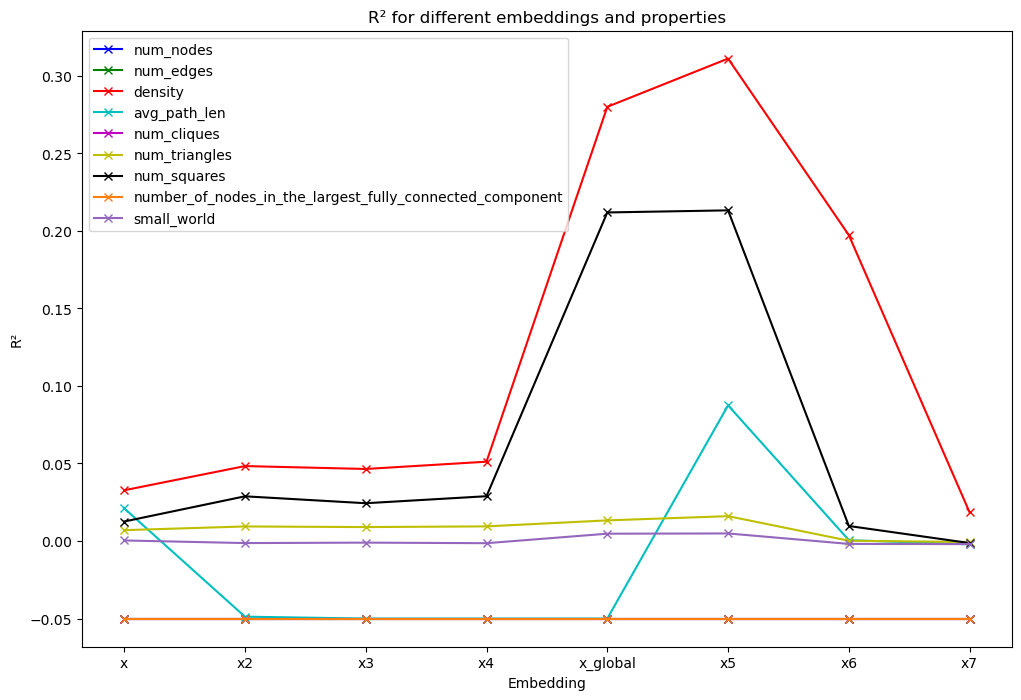 R² for different embeddings and properties
num_nodes
num_edges
density
avg_path_len
num_cliques
num_triangles
num_squares
number_of_nodes_in_the_largest_fully_connected_component
small_world
R²
0.30
0.25
0.20
0.15
0.10
0.05
0.00
−0.05
x x2 x3 x4 x_global x5 x6 x7
Embedding